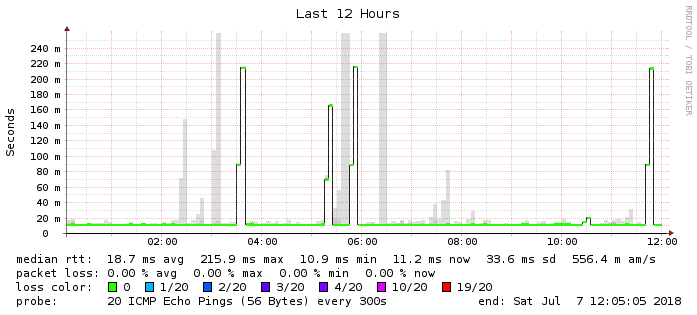 Last 12 Hours
RRDTOOL / TOBI OETIKER
Seconds
240 m
220 m
200 m
180 m
160 m
140 m
120 m
100 m
80 m
60 m
40 m
20 m
0
02:00 04:00 06:00 08:00 10:00 12:00
median rtt: 18.7 ms avg 215.9 ms max 10.9 ms min 11.2 ms now 33.6 ms sd 556.4 m am/s
packet loss: 0.00 % avg 0.00 % max 0.00 % min 0.00 % now
loss color: 0 1/20 2/20 3/20 4/20 10/20 19/20
probe: 20 ICMP Echo Pings (56 Bytes) every 300s end: Sat Jul 7 12:05:05 2018